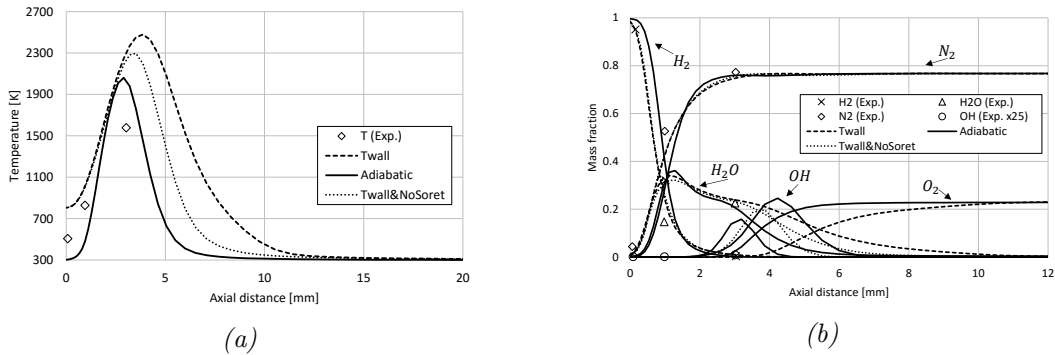 2700
2300
1900
1500
1100
700
300
Temperature [K]
T (Exp.)
Twall
Adiabatic
Twall&NoSoret
0 5 10 15 20
Axial distance [mm]
(a)
1
0.8
0.6
0.4
0.2
0
Mass fraction
H2
N2
H2 (Exp.) H2O (Exp.)
N2 (Exp.) OH (Exp. x25)
Twall Adiabatic
Twall&NoSoret
H2O
OH
O2
0 2 4 6 8 10 12
Axial distance [mm]
(b)